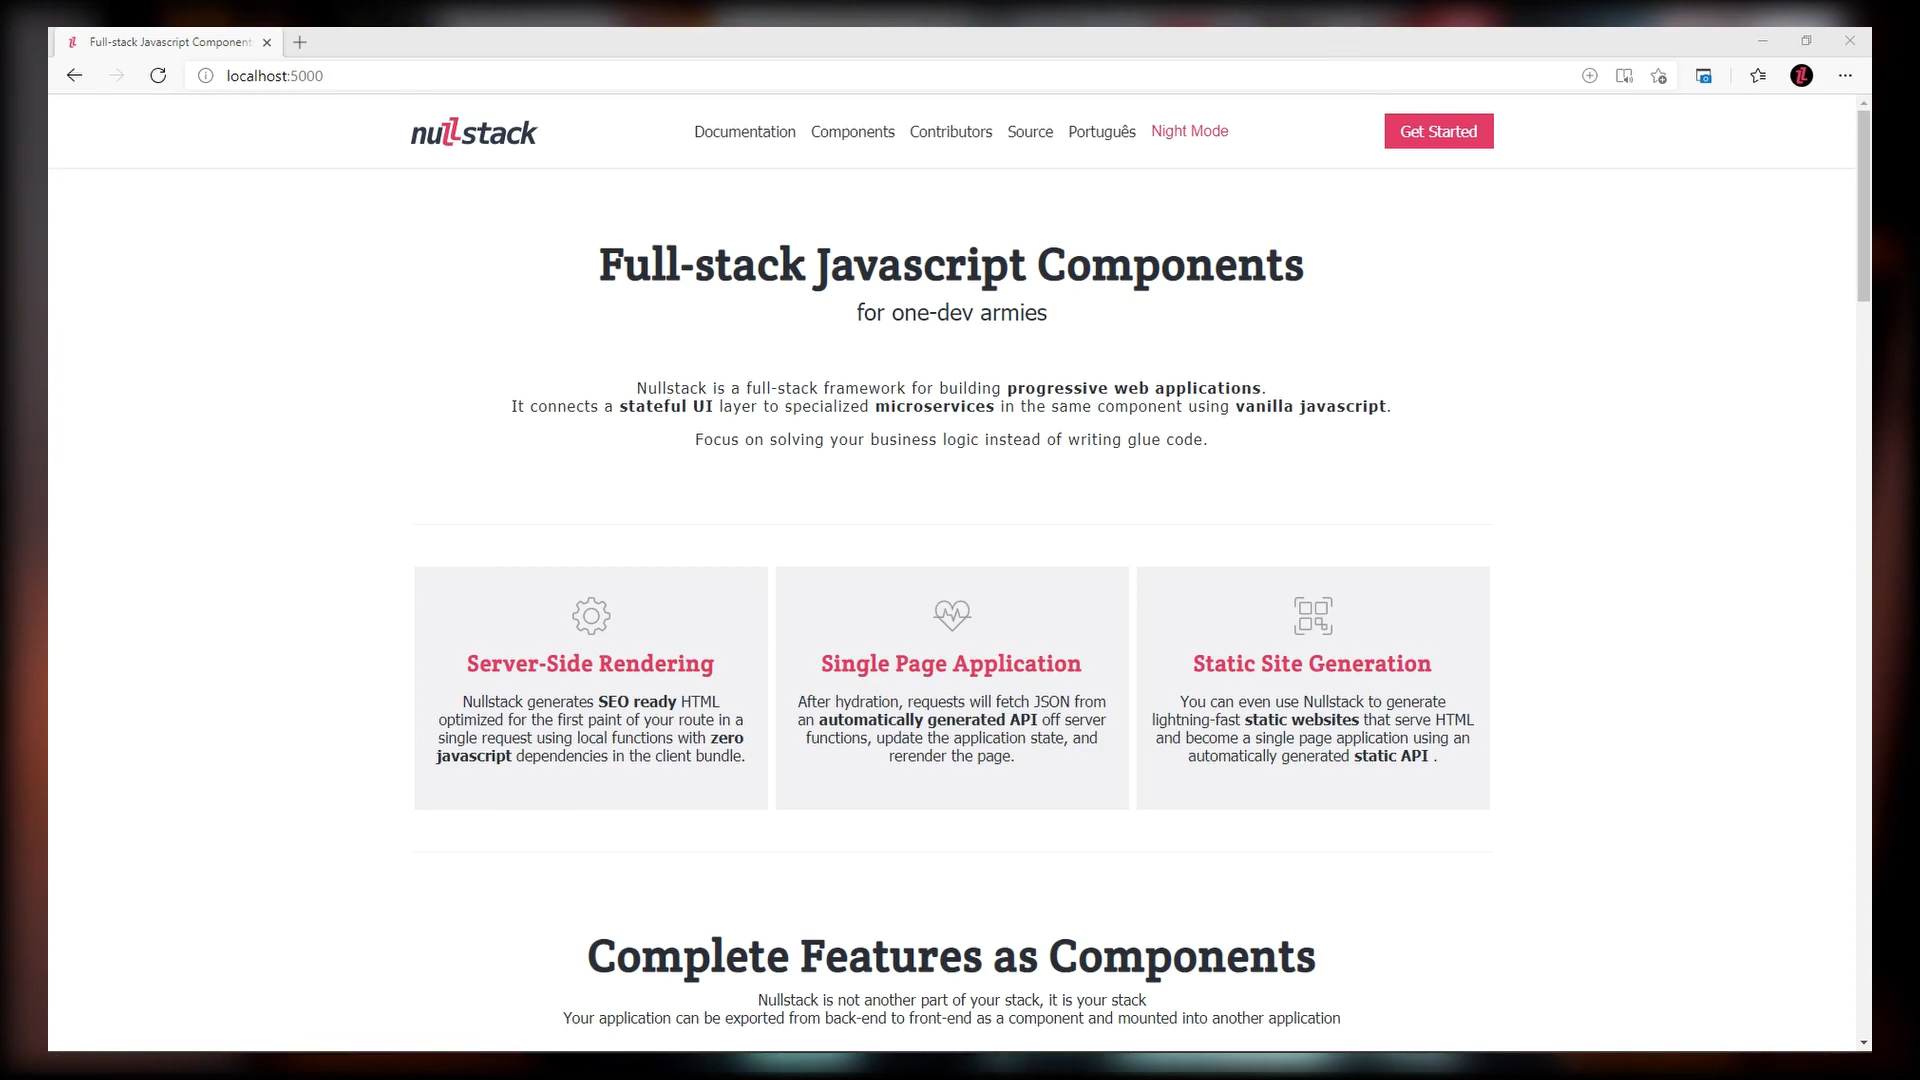 Full-stack Javascript Component
localhost:5000
nullstack
Documentation Components Contributors Source Português Night Mode
Get Started
Full-stack Javascript Components
for one-dev armies
Nullstack is a full-stack framework for building progressive web applications.
It connects a stateful UI layer to specialized microservices in the same component using vanilla javascript.
Focus on solving your business logic instead of writing glue code.
Server-Side Rendering
Nullstack generates SEO ready HTML
optimized for the first paint of your route in a
single request using local functions with zero
javascript dependencies in the client bundle.
Single Page Application
After hydration, requests will fetch JSON from
an automatically generated API off server
functions, update the application state, and
rerender the page.
Static Site Generation
You can even use Nullstack to generate
lightning-fast static websites that serve HTML
and become a single page application using an
automatically generated static API .
Complete Features as Components
Nullstack is not another part of your stack, it is your stack
Your application can be exported from back-end to front-end as a component and mounted into another application